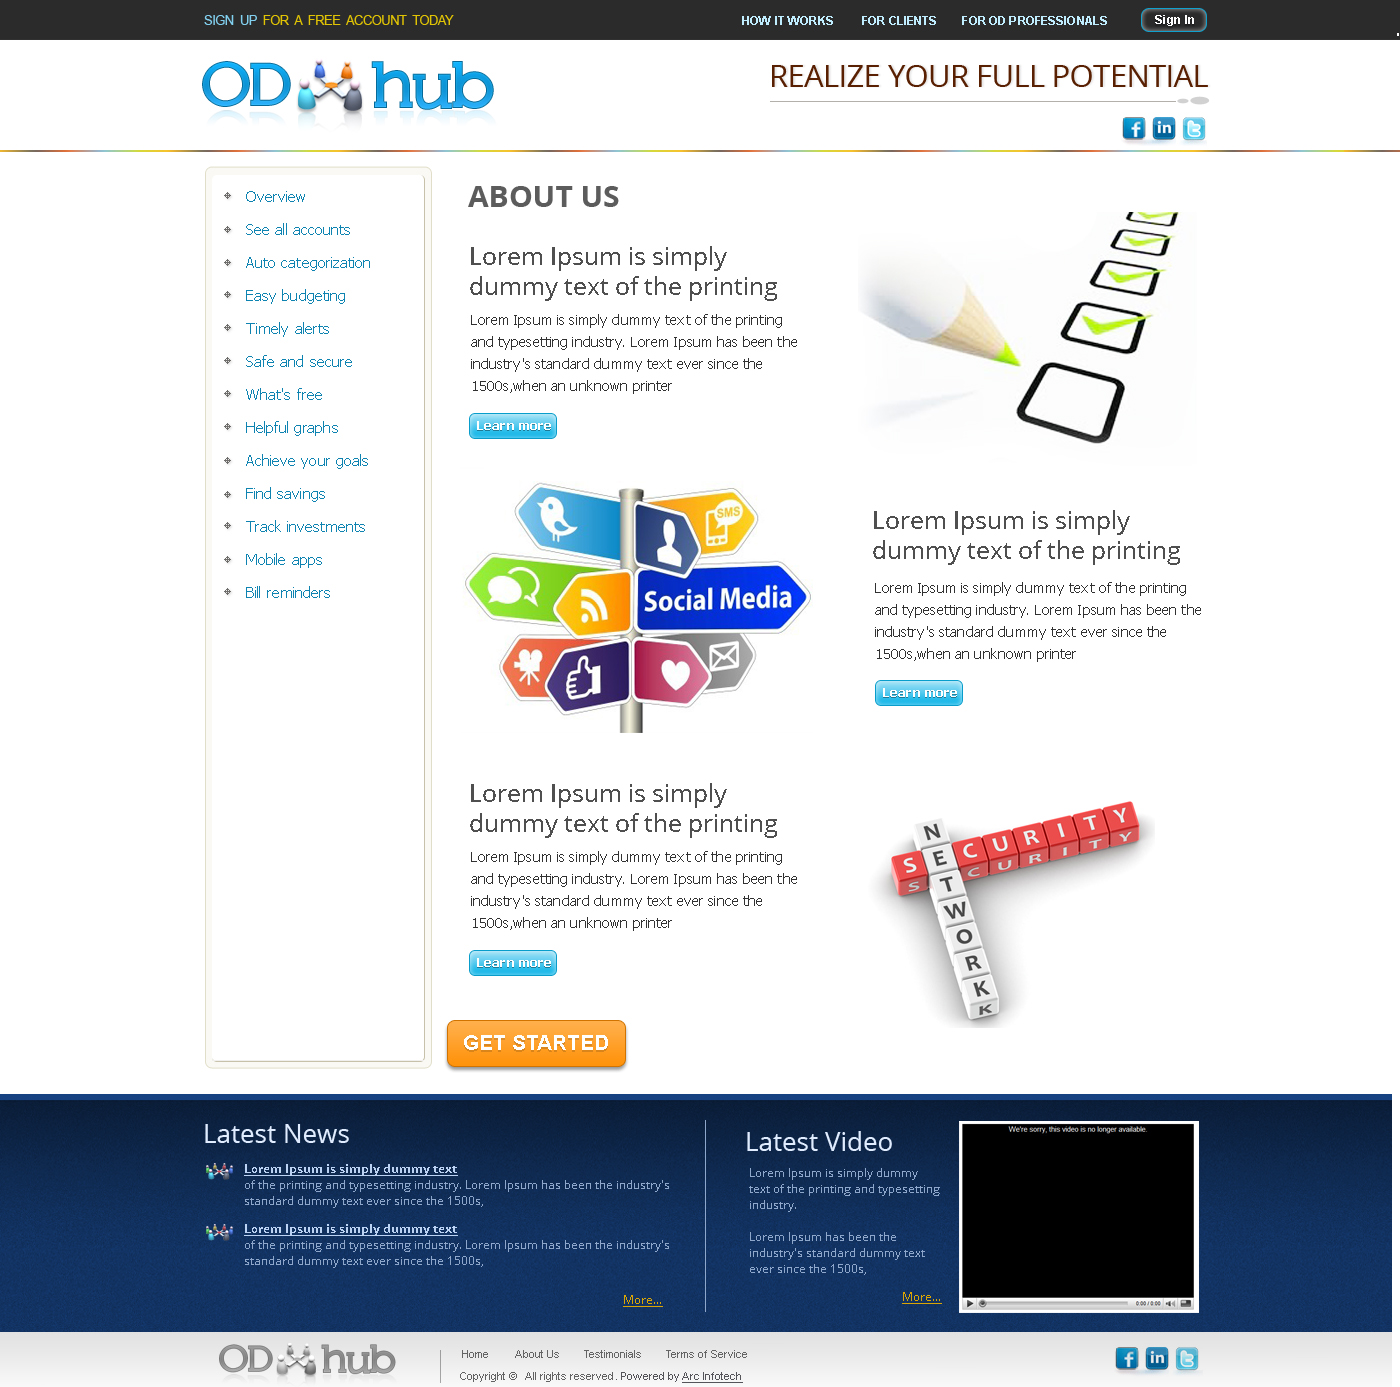 SIGN UP FOR A FREE ACCOUNT TODAY
HOW IT WORKS
FOR CLIENTS
FOR OD PROFESSIONALS
Sign In
OD hub
REALIZE YOUR FULL POTENTIAL
f in t
Overview
See all accounts
Auto categorization
Easy budgeting
Timely alerts
Safe and secure
What's free
Helpful graphs
Achieve your goals
Find savings
Track investments
Mobile apps
Bill reminders
ABOUT US
Lorem Ipsum is simply
dummy text of the printing
Lorem Ipsum is simply dummy text of the printing
and typesetting industry. Lorem Ipsum has been the
industry's standard dummy text ever since the
1500s,when an unknown printer
Learn more
SMS
Social Media
Lorem Ipsum is simply
dummy text of the printing
Lorem Ipsum is simply dummy text of the printing
and typesetting industry. Lorem Ipsum has been the
industry's standard dummy text ever since the
1500s,when an unknown printer
Learn more
Lorem Ipsum is simply
dummy text of the printing
Lorem Ipsum is simply dummy text of the printing
and typesetting industry. Lorem Ipsum has been the
industry's standard dummy text ever since the
1500s,when an unknown printer
Learn more
SECURITY
SCURITY
NETWORK
K
GET STARTED
Latest News
Lorem Ipsum is simply dummy text
of the printing and typesetting industry. Lorem Ipsum has been the industry's
standard dummy text ever since the 1500s,
Lorem Ipsum is simply dummy text
of the printing and typesetting industry. Lorem Ipsum has been the industry's
standard dummy text ever since the 1500s,
More...
Latest Video
Lorem Ipsum is simply dummy
text of the printing and typesetting
industry.
Lorem Ipsum has been the
industry's standard dummy text
ever since the 1500s,
More...
We're sorry, this video is no longer available.
0:00 / 0:00
OD hub
Home
About Us
Testimonials
Terms of Service
Copyright © All rights reserved. Powered by Arc Infotech
f in t